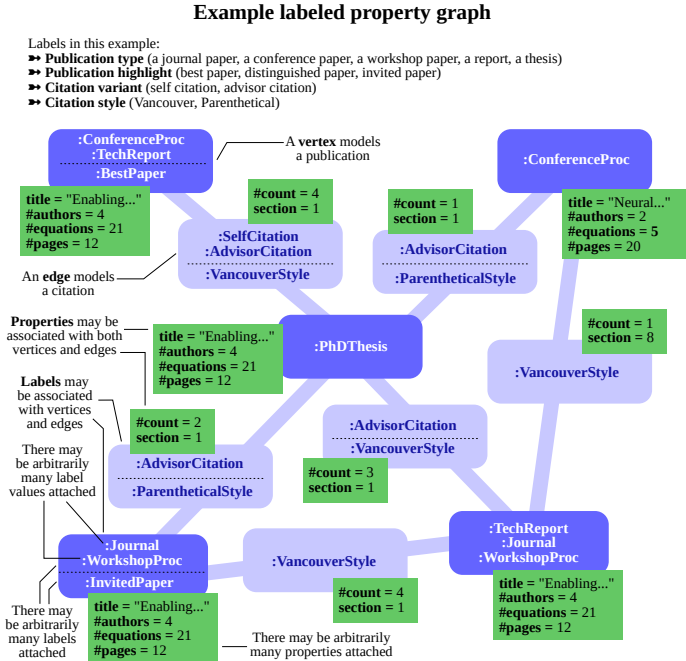 Example labeled property graph
Labels in this example:
➽ Publication type (a journal paper, a conference paper, a workshop paper, a report, a thesis)
➽ Publication highlight (best paper, distinguished paper, invited paper)
➽ Citation variant (self citation, advisor citation)
➽ Citation style (Vancouver, Parenthetical)
:ConferenceProc
:TechReport
:BestPaper
A vertex models
a publication
:ConferenceProc
title = "Enabling..."
#authors = 4
#equations = 21
#pages = 12
#count = 4
section = 1
#count = 1
section = 1
title = "Neural..."
#authors = 2
#equations = 5
#pages = 20
:SelfCitation
:AdvisorCitation
:VancouverStyle
:AdvisorCitation
:ParentheticalStyle
An edge models
a citation
Properties may be
associated with both
vertices and edges
title = "Enabling..."
#authors = 4
#equations = 21
#pages = 12
:PhDThesis
#count = 1
section = 8
:VancouverStyle
Labels may
be associated
with vertices
and edges
#count = 2
section = 1
:AdvisorCitation
:VancouverStyle
There may
be arbitrarily
many label
values attached
:AdvisorCitation
:ParentheticalStyle
#count = 3
section = 1
:Journal
:WorkshopProc
:InvitedPaper
:VancouverStyle
:TechReport
:Journal
:WorkshopProc
There may
be arbitrarily
many labels
attached
title = "Enabling..."
#authors = 4
#equations = 21
#pages = 12
#count = 4
section = 1
title = "Enabling..."
#authors = 4
#equations = 21
#pages = 12
There may be arbitrarily
many properties attached